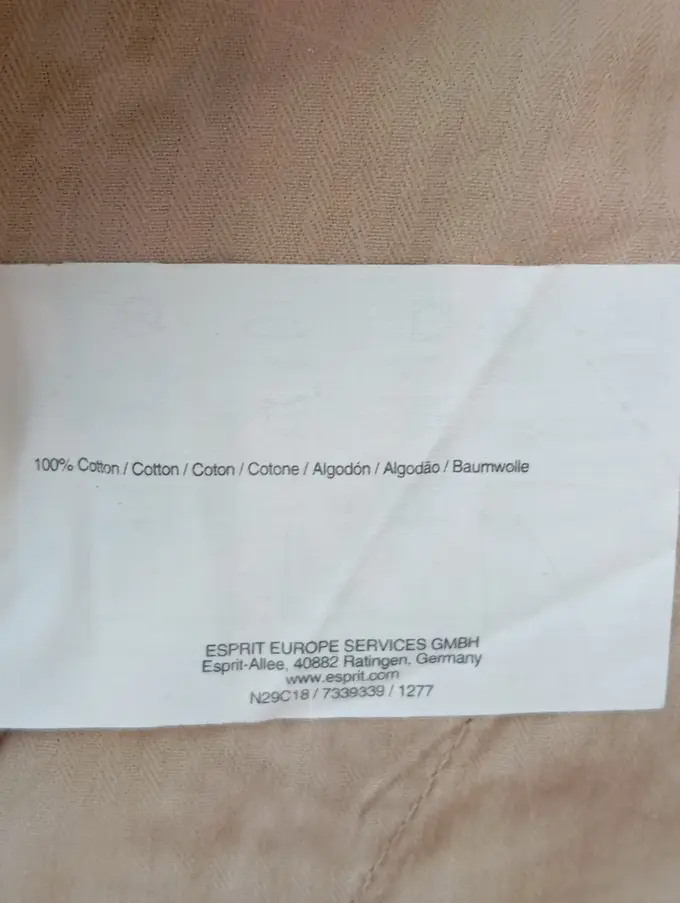 100% Cotton / Cotton / Coton / Cotone / Algodón / Algodão / Baumwolle
ESPRIT EUROPE SERVICES GMBH
Esprit-Allee, 40882 Ratingen, Germany
www.esprit.com
N29C18 / 7339339 / 1277